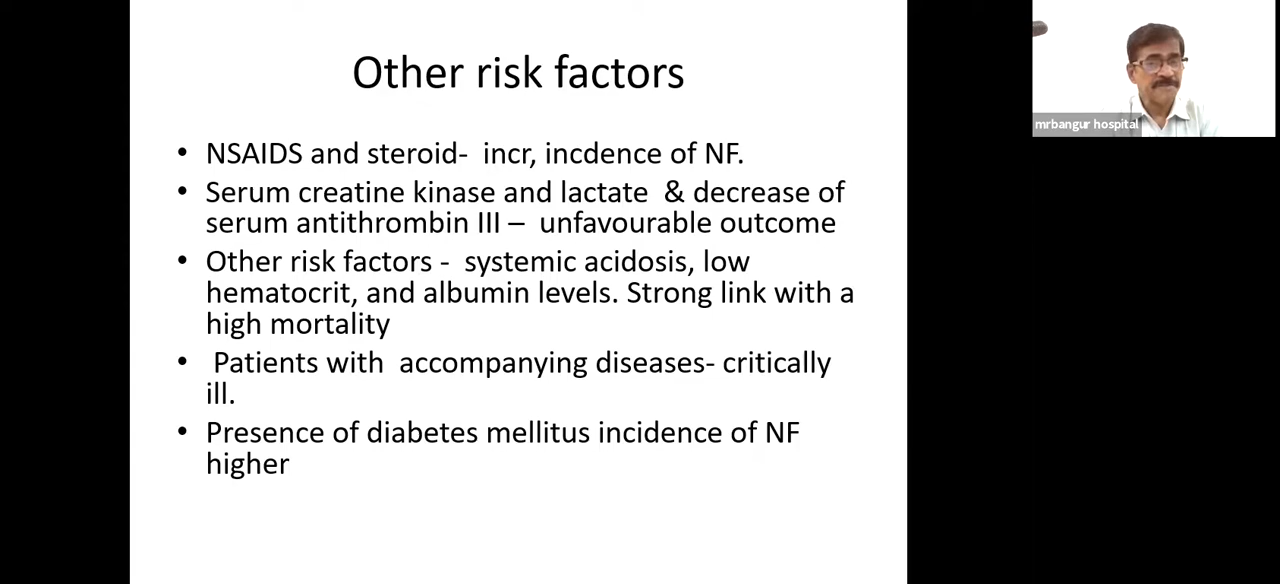 Other risk factors
• NSAIDS and steroid- incr, incdence of NF.
• Serum creatine kinase and lactate & decrease of
serum antithrombin III – unfavourable outcome
• Other risk factors - systemic acidosis, low
hematocrit, and albumin levels. Strong link with a
high mortality
• Patients with accompanying diseases- critically
ill.
• Presence of diabetes mellitus incidence of NF
higher
mrbangur hospital